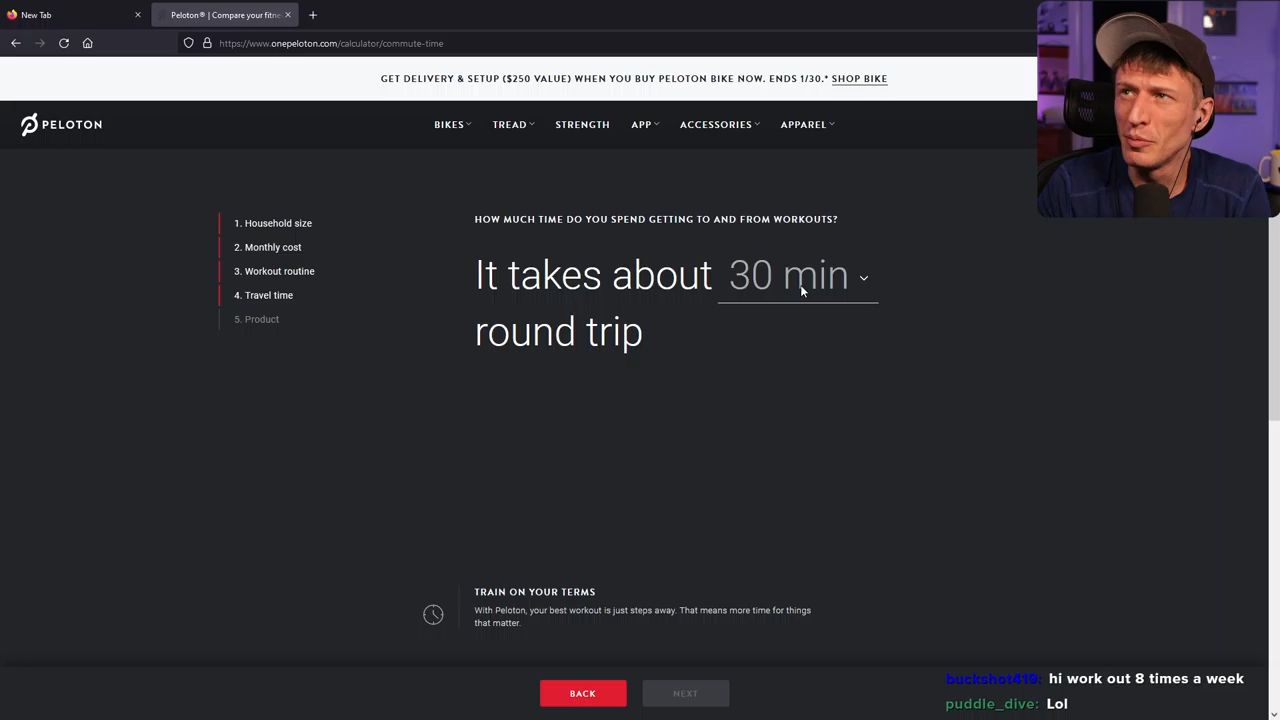 New Tab
Peloton® | Compare your fitne
https://www.onepeloton.com/calculator/commute-time
GET DELIVERY & SETUP ($250 VALUE) WHEN YOU BUY PELOTON BIKE NOW. ENDS 1/30.* SHOP BIKE
PELOTON
BIKES TREAD STRENGTH APP ACCESSORIES APPAREL
1. Household size
2. Monthly cost
3. Workout routine
4. Travel time
5. Product
HOW MUCH TIME DO YOU SPEND GETTING TO AND FROM WORKOUTS?
It takes about 30 min
round trip
TRAIN ON YOUR TERMS
With Peloton, your best workout is just steps away. That means more time for things
that matter.
BACK NEXT
buckshot419: hi work out 8 times a week
puddle_dive: Lol